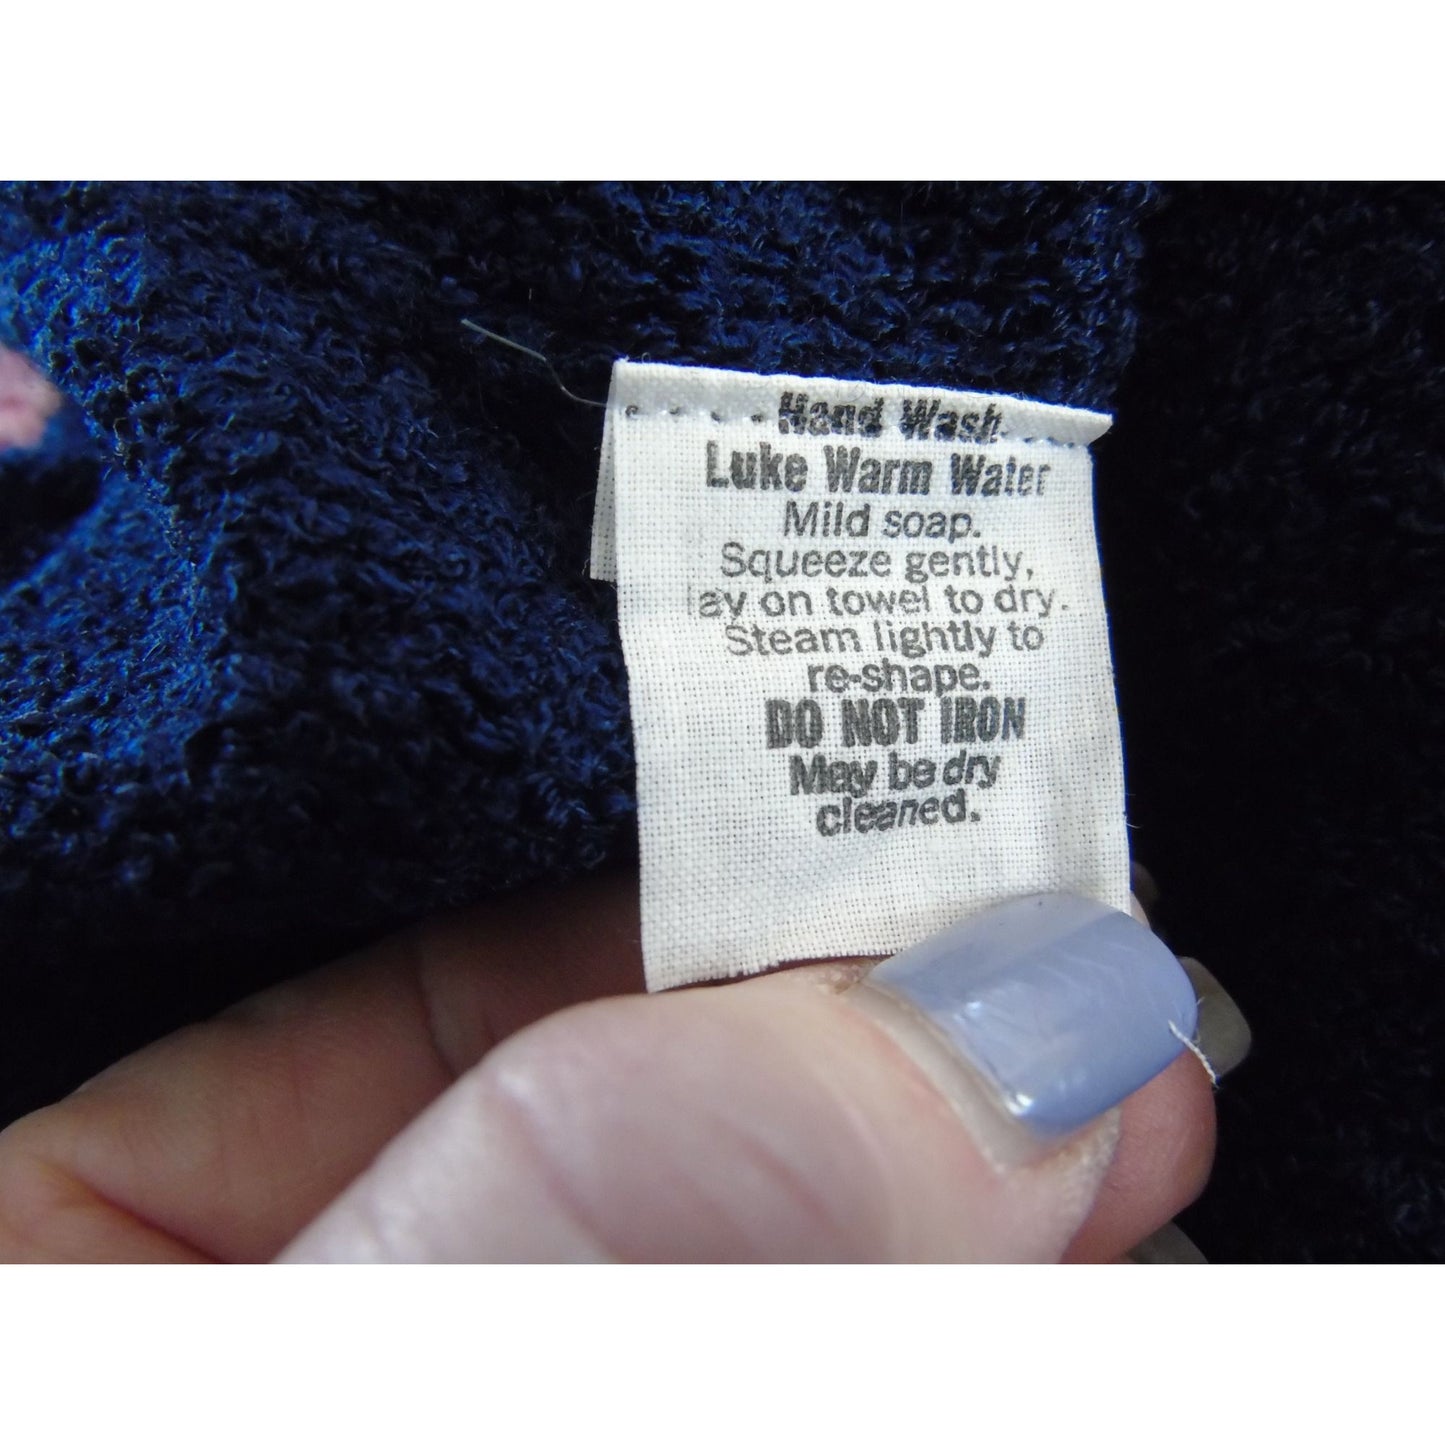 Hand Wash
Luke Warm Water
Mild soap.
Squeeze gently,
lay on towel to dry.
Steam lightly to
re-shape.
DO NOT IRON
May be dry
cleaned.